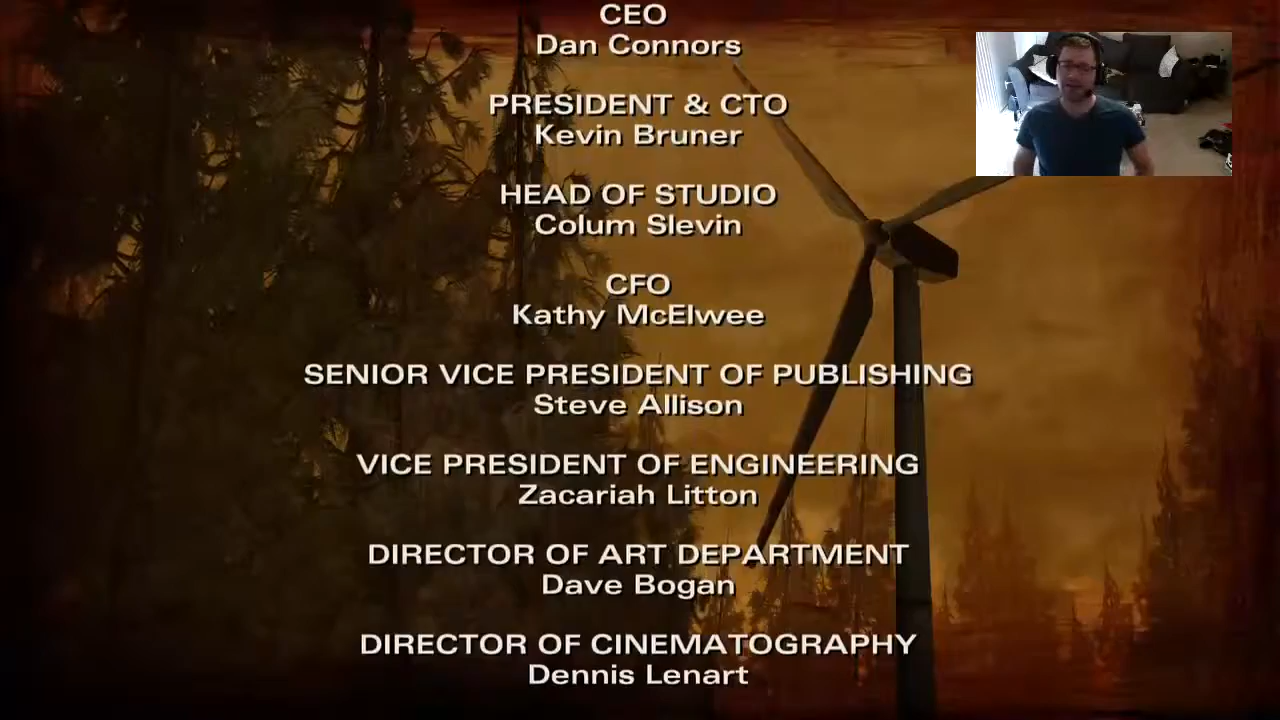 CEO
Dan Connors
PRESIDENT & CTO
Kevin Bruner
HEAD OF STUDIO
Colum Slevin
CFO
Kathy McElwee
SENIOR VICE PRESIDENT OF PUBLISHING
Steve Allison
VICE PRESIDENT OF ENGINEERING
Zacariah Litton
DIRECTOR OF ART DEPARTMENT
Dave Bogan
DIRECTOR OF CINEMATOGRAPHY
Dennis Lenart